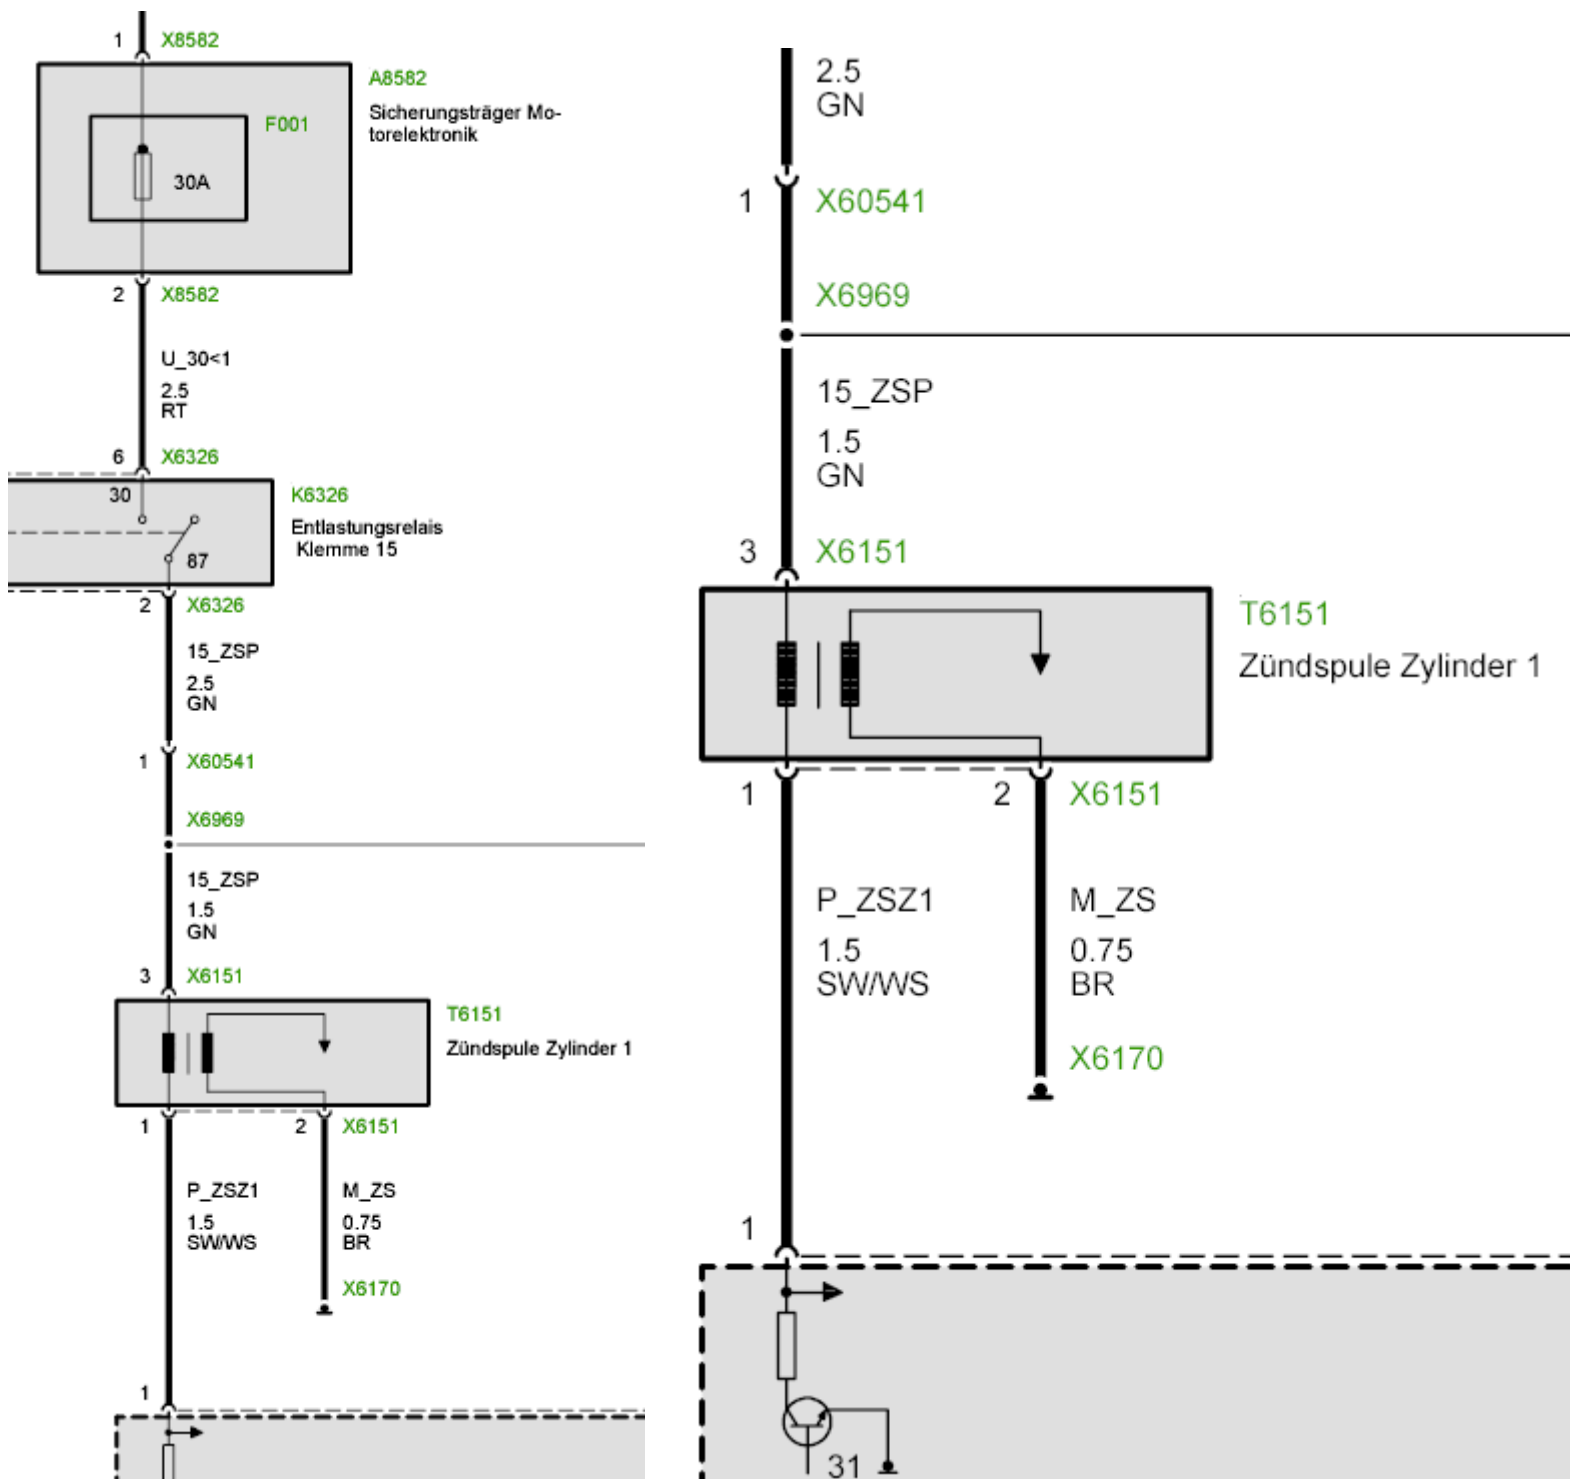 1 X8582
A8582
Sicherungsträger Mo-
torelektronik
F001
30A
2 X8582
U_30<1
2.5
RT
6 X6326
30
K6326
Entlastungsrelais
Klemme 15
87
2 X6326
15_ZSP
2.5
GN
1 X60541
X6969
15_ZSP
1.5
GN
3 X6151
T6151
Zündspule Zylinder 1
1 2 X6151
P_ZSZ1 M_ZS
1.5 0.75
SW/WS BR
X6170
1
2.5
GN
1 X60541
X6969
15_ZSP
1.5
GN
3 X6151
T6151
Zündspule Zylinder 1
1 2 X6151
P_ZSZ1 M_ZS
1.5 0.75
SW/WS BR
X6170
1
31